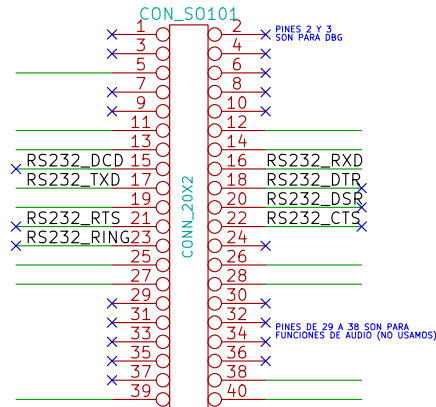 CON_SO101
1 2 PINES 2 Y 3
SON PARA DBG
3 4
5 6
7 8
9 10
11 12
13 14
RS232_DCD 15 16 RS232_RXD
RS232_TXD 17 18 RS232_DTR
19 20 RS232_DSR
RS232_RTS 21 22 RS232_CTS
RS232_RING 23 24
25 26
27 28
29 30
31 32
33 34 PINES DE 29 A 38 SON PARA
FUNCIONES DE AUDIO (NO USAMOS)
35 36
37 38
39 40
CONN_20X2